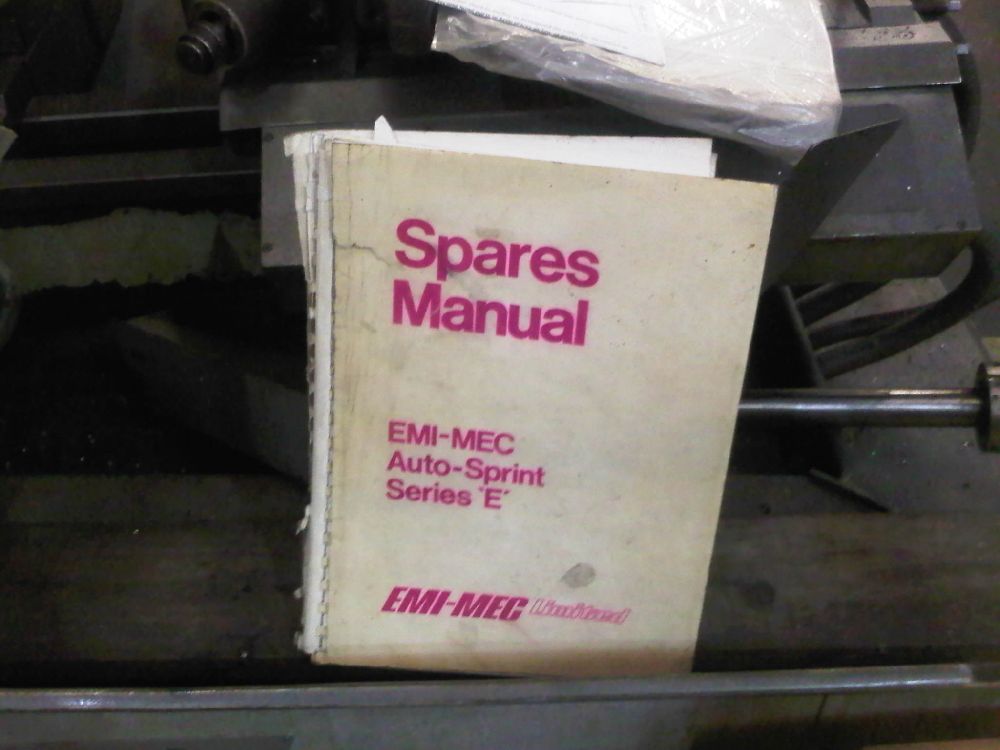 Spares
Manual
EMI-MEC
Auto-Sprint
Series 'E'
EMI-MEC Limited